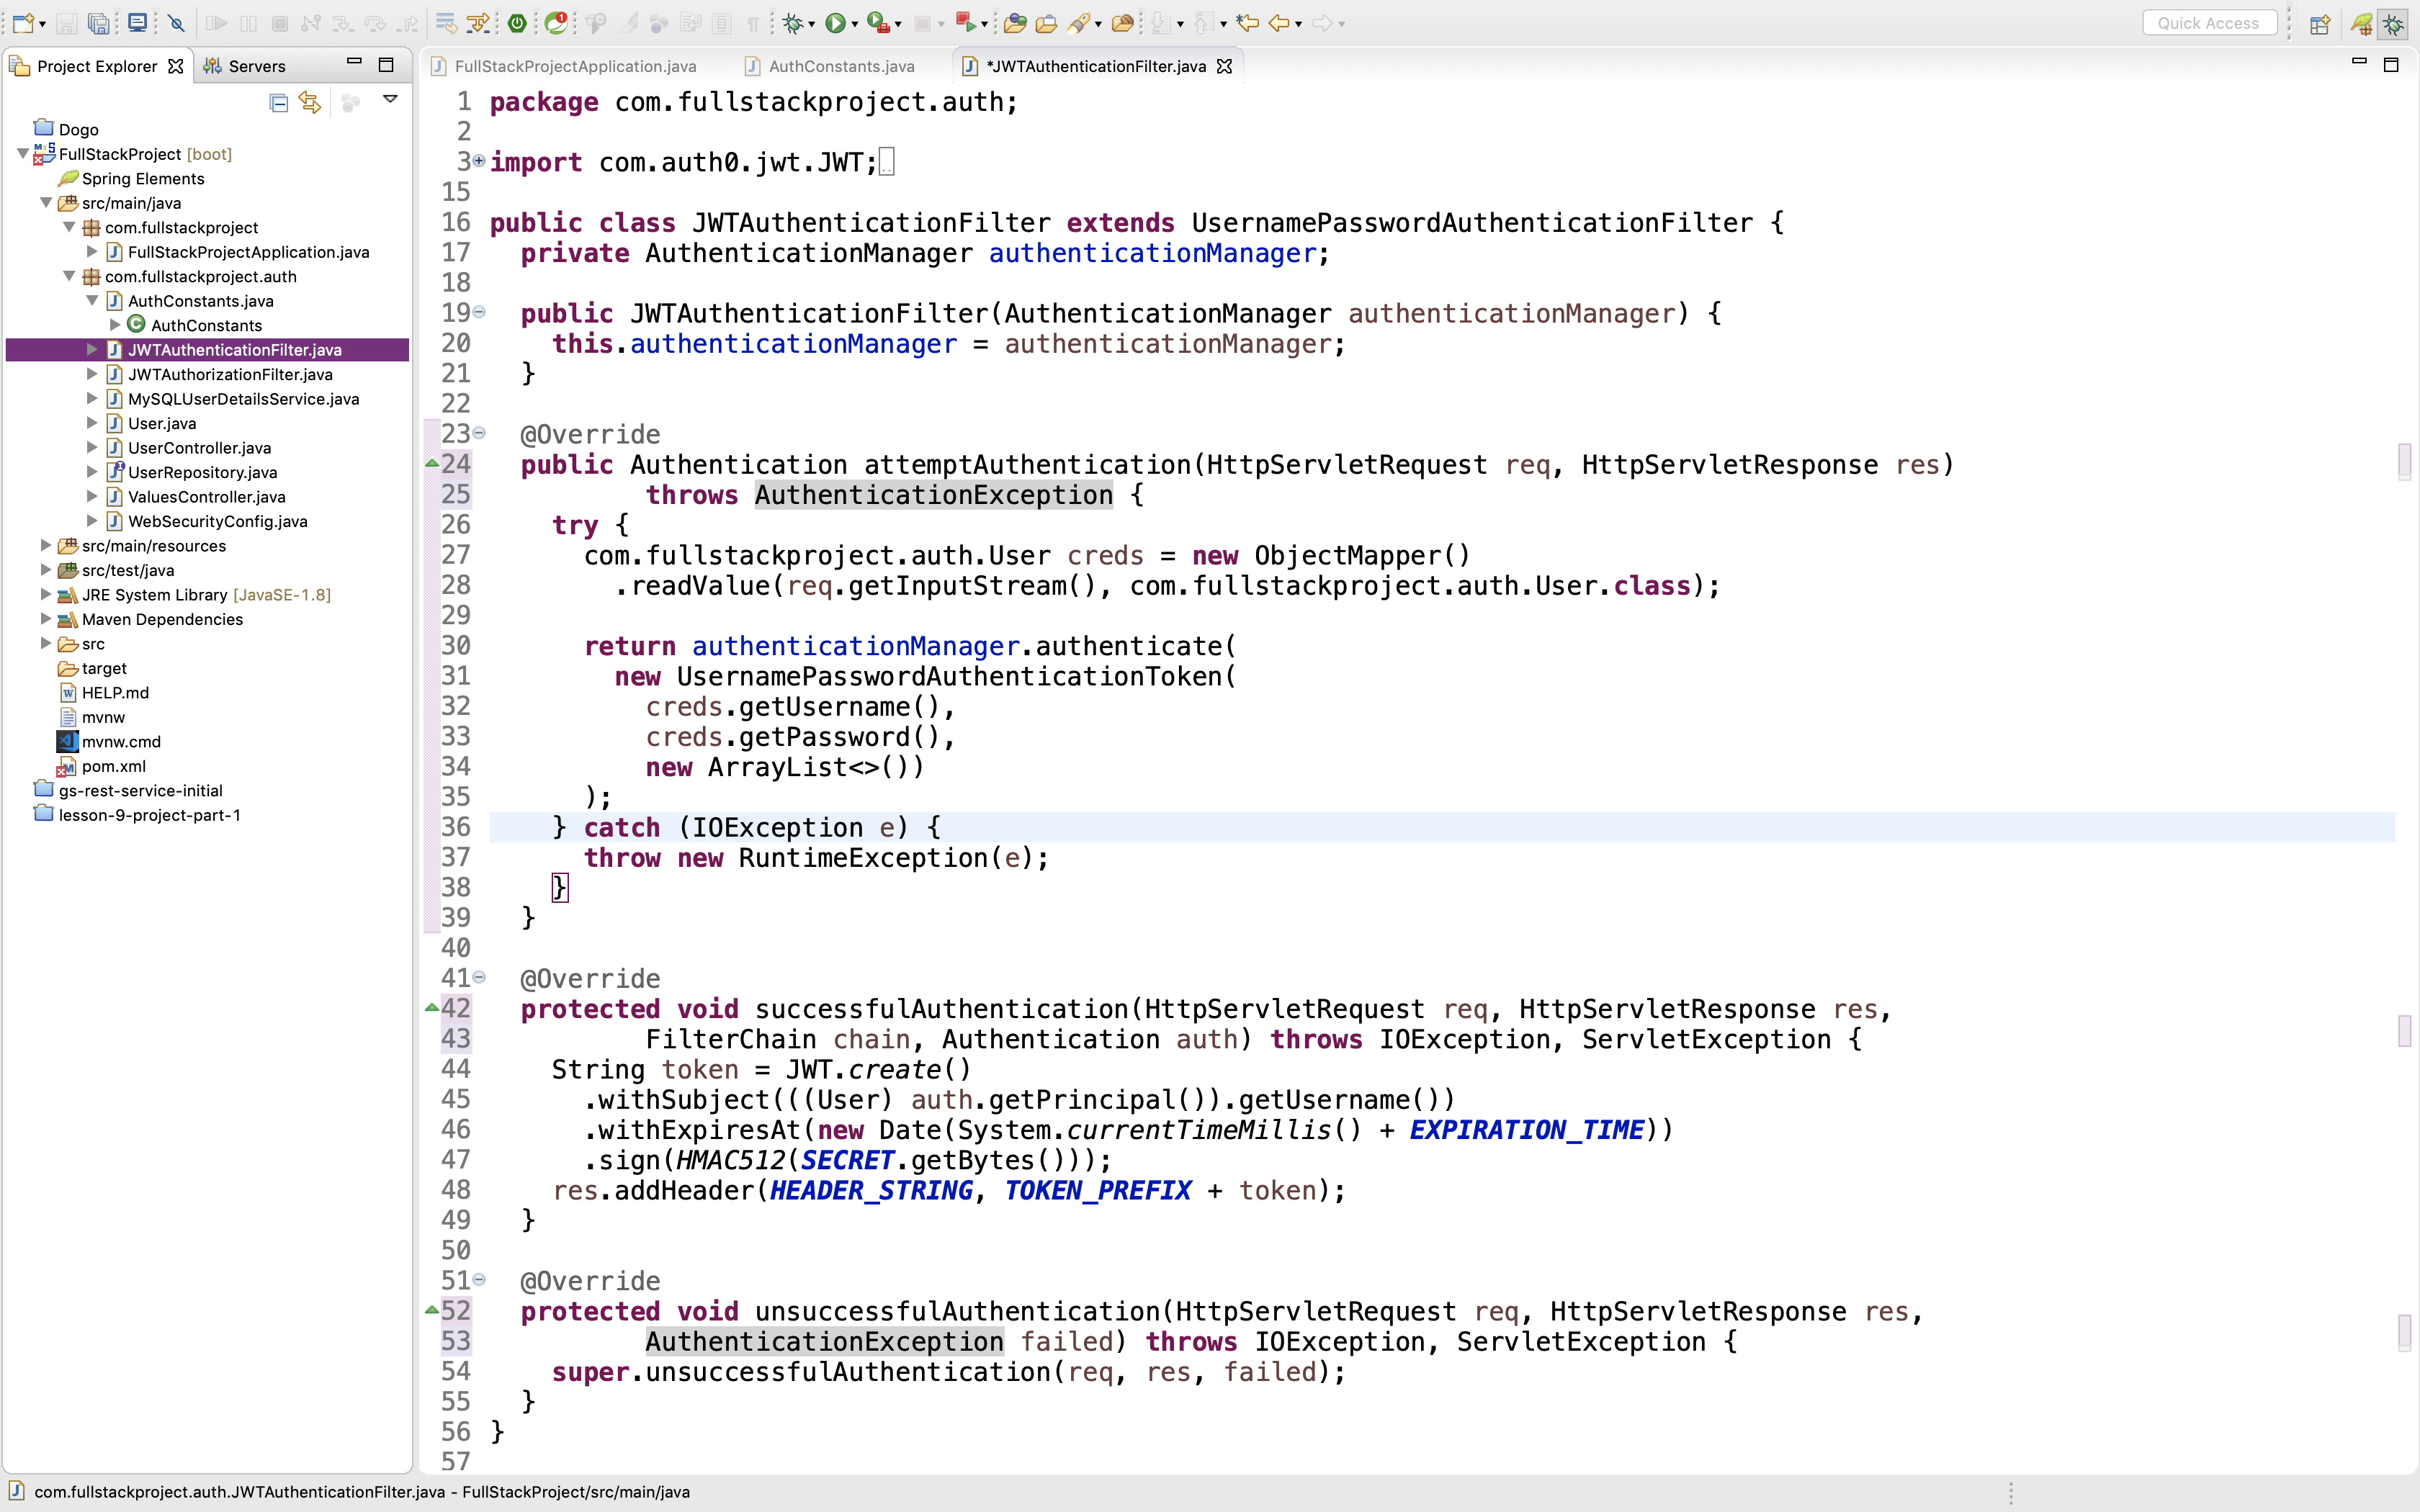 Quick Access
Project Explorer
Servers
Dogo
FullStackProject [boot]
Spring Elements
src/main/java
com.fullstackproject
FullStackProjectApplication.java
com.fullstackproject.auth
AuthConstants.java
AuthConstants
JWTAuthenticationFilter.java
JWTAuthorizationFilter.java
MySQLUserDetailsService.java
User.java
UserController.java
UserRepository.java
ValuesController.java
WebSecurityConfig.java
src/main/resources
src/test/java
JRE System Library [JavaSE-1.8]
Maven Dependencies
src
target
HELP.md
mvnw
mvnw.cmd
pom.xml
gs-rest-service-initial
lesson-9-project-part-1
FullStackProjectApplication.java
AuthConstants.java
*JWTAuthenticationFilter.java
1 package com.fullstackproject.auth;
2
3 import com.auth0.jwt.JWT;
15
16 public class JWTAuthenticationFilter extends UsernamePasswordAuthenticationFilter {
17   private AuthenticationManager authenticationManager;
18
19   public JWTAuthenticationFilter(AuthenticationManager authenticationManager) {
20     this.authenticationManager = authenticationManager;
21   }
22
23   @Override
24   public Authentication attemptAuthentication(HttpServletRequest req, HttpServletResponse res)
25           throws AuthenticationException {
26     try {
27       com.fullstackproject.auth.User creds = new ObjectMapper()
28         .readValue(req.getInputStream(), com.fullstackproject.auth.User.class);
29
30       return authenticationManager.authenticate(
31         new UsernamePasswordAuthenticationToken(
32           creds.getUsername(),
33           creds.getPassword(),
34           new ArrayList<>())
35       );
36     } catch (IOException e) {
37       throw new RuntimeException(e);
38     }
39   }
40
41   @Override
42   protected void successfulAuthentication(HttpServletRequest req, HttpServletResponse res,
43           FilterChain chain, Authentication auth) throws IOException, ServletException {
44     String token = JWT.create()
45       .withSubject(((User) auth.getPrincipal()).getUsername())
46       .withExpiresAt(new Date(System.currentTimeMillis() + EXPIRATION_TIME))
47       .sign(HMAC512(SECRET.getBytes()));
48     res.addHeader(HEADER_STRING, TOKEN_PREFIX + token);
49   }
50
51   @Override
52   protected void unsuccessfulAuthentication(HttpServletRequest req, HttpServletResponse res,
53           AuthenticationException failed) throws IOException, ServletException {
54     super.unsuccessfulAuthentication(req, res, failed);
55   }
56 }
57
com.fullstackproject.auth.JWTAuthenticationFilter.java - FullStackProject/src/main/java